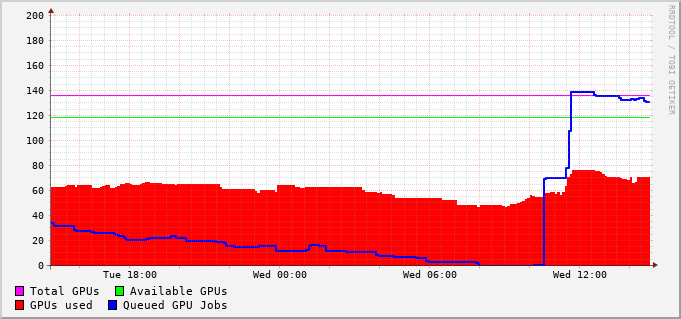 200
180
160
140
120
100
80
60
40
20
0
Tue 18:00 Wed 00:00 Wed 06:00 Wed 12:00
Total GPUs Available GPUs
GPUs used Queued GPU Jobs
RRDTOOL / TOBI OETIKER